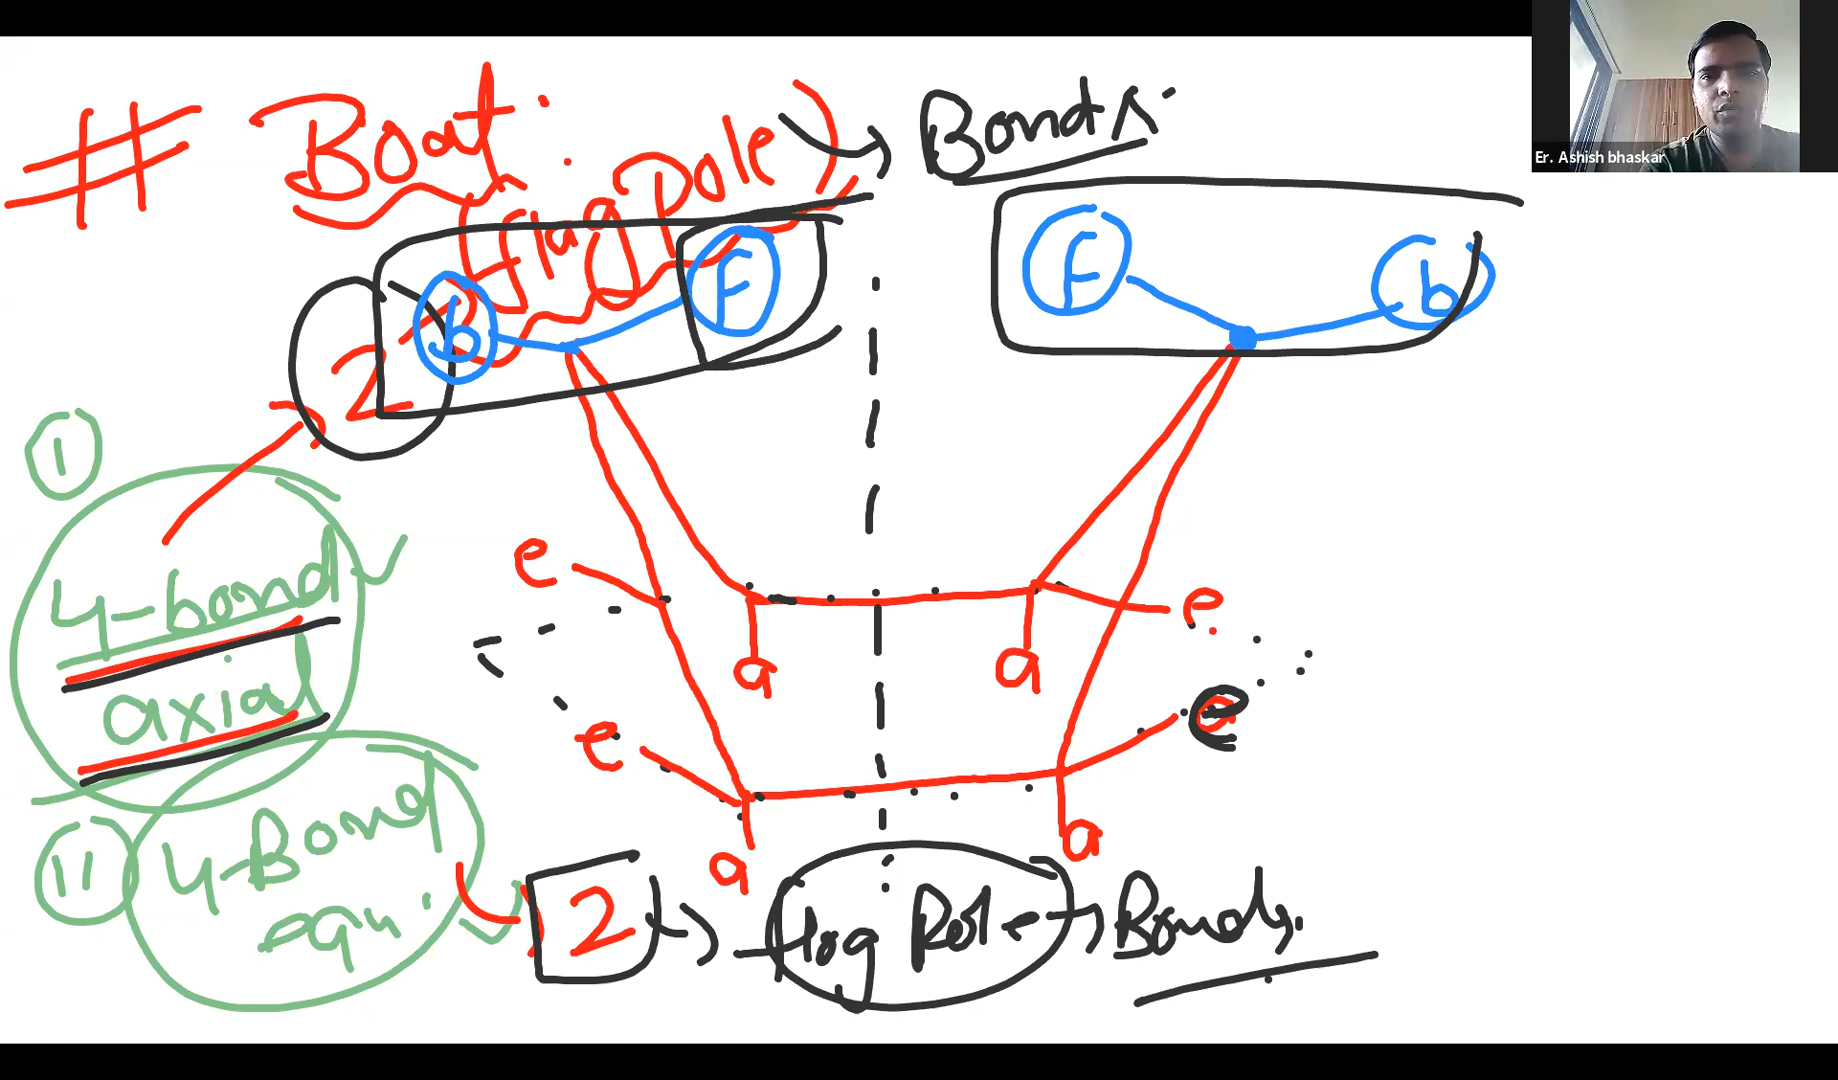 # Boat:
(flag Pole) → Bonds.
Er. Ashish bhaskar
b F
F b
2
①
4-bond
axial
e a a e
e a a e
⑪ 4-Bond
equ.
2 → flag Pole → Bonds.